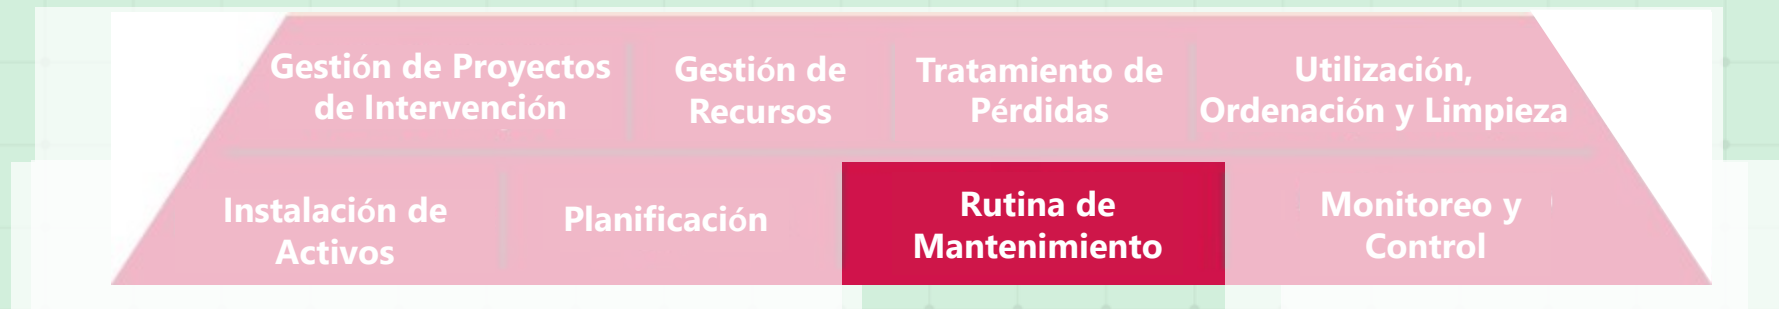 Gestión de Proyectos
de Intervención
Gestión de
Recursos
Tratamiento de
Pérdidas
Utilización,
Ordenación y Limpieza
Instalación de
Activos
Planificación
Rutina de
Mantenimiento
Monitoreo y
Control